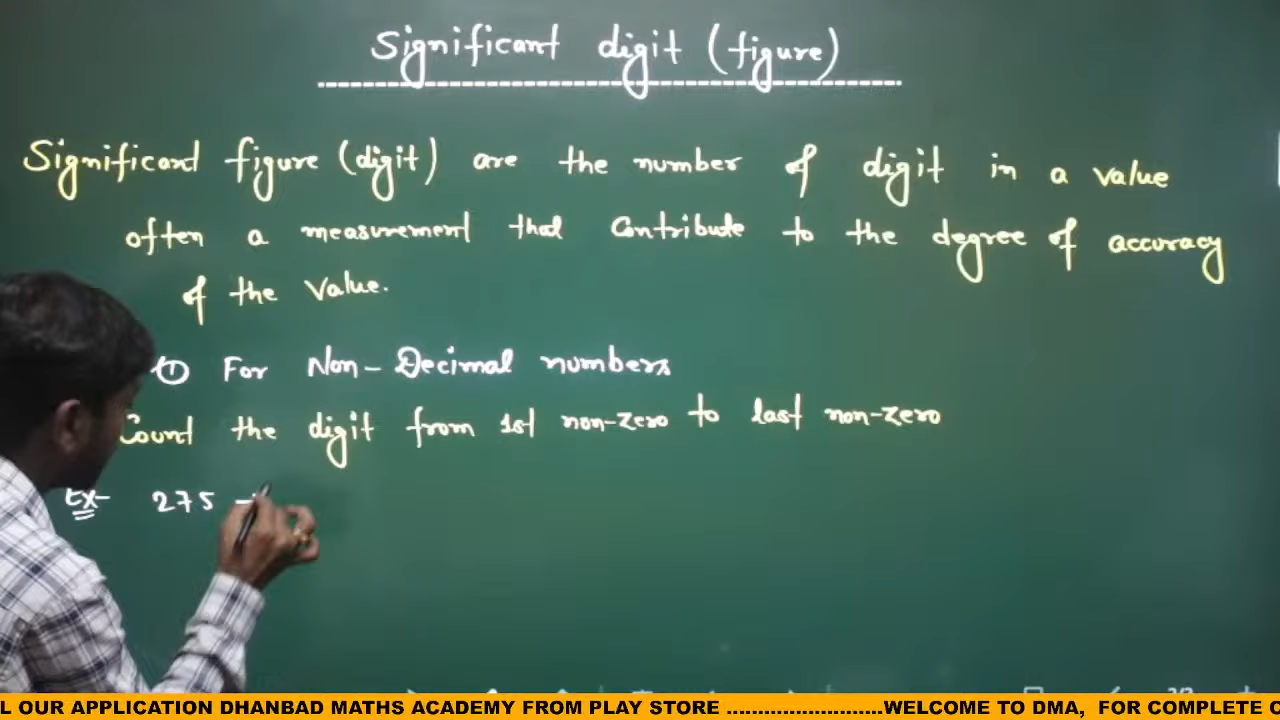 Significant digit (figure)
Significant figure (digit) are the number of digit in a value
often a measurement that Contribute to the degree of accuracy
of the value.
① For Non-Decimal numbers
Count the digit from 1st non-zero to last non-zero
Ex- 275 -
L OUR APPLICATION DHANBAD MATHS ACADEMY FROM PLAY STORE ........................WELCOME TO DMA, FOR COMPLETE C